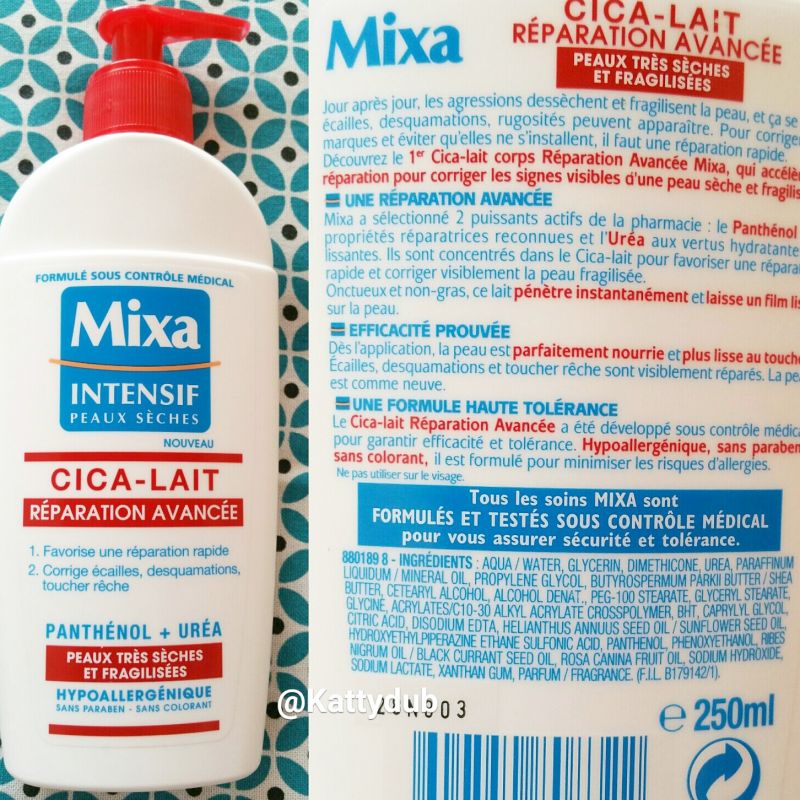 FORMULÉ SOUS CONTRÔLE MÉDICAL
Mixa
INTENSIF
PEAUX SÈCHES
NOUVEAU
CICA-LAIT
RÉPARATION AVANCÉE
1. Favorise une réparation rapide
2. Corrige écailles, desquamations,
toucher rêche
PANTHÉNOL + URÉA
PEAUX TRÈS SÈCHES
ET FRAGILISÉES
HYPOALLERGÉNIQUE
SANS PARABEN - SANS COLORANT
Mixa
CICA-LAIT
RÉPARATION AVANCÉE
PEAUX TRÈS SÈCHES
ET FRAGILISÉES
Jour après jour, les agressions dessèchent et fragilisent la peau, et ça se
écailles, desquamations, rugosités peuvent apparaître. Pour corriger
marques et éviter qu'elles ne s'installent, il faut une réparation rapide.
Découvrez le 1er Cica-lait corps Réparation Avancée Mixa, qui accélèr
réparation pour corriger les signes visibles d'une peau sèche et fragilis
UNE RÉPARATION AVANCÉE
Mixa a sélectionné 2 puissants actifs de la pharmacie : le Panthénol
propriétés réparatrices reconnues et l'Uréa aux vertus hydratante
lissantes. Ils sont concentrés dans le Cica-lait pour favoriser une répara
rapide et corriger visiblement la peau fragilisée.
Onctueux et non-gras, ce lait pénètre instantanément et laisse un film lis
sur la peau.
EFFICACITÉ PROUVÉE
Dès l'application, la peau est parfaitement nourrie et plus lisse au touche
Écailles, desquamations et toucher rêche sont visiblement réparés. La pea
est comme neuve.
UNE FORMULE HAUTE TOLÉRANCE
Le Cica-lait Réparation Avancée a été développé sous contrôle médica
pour garantir efficacité et tolérance. Hypoallergénique, sans paraben
sans colorant, il est formulé pour minimiser les risques d'allergies.
Ne pas utiliser sur le visage.
Tous les soins MIXA sont
FORMULÉS ET TESTÉS SOUS CONTRÔLE MÉDICAL
pour vous assurer sécurité et tolérance.
880189 8 - INGRÉDIENTS : AQUA / WATER, GLYCERIN, DIMETHICONE, UREA, PARAFFINUM
LIQUIDUM / MINERAL OIL, PROPYLENE GLYCOL, BUTYROSPERMUM PARKII BUTTER / SHEA
BUTTER, CETEARYL ALCOHOL, ALCOHOL DENAT., PEG-100 STEARATE, GLYCERYL STEARATE,
GLYCINE, ACRYLATES/C10-30 ALKYL ACRYLATE CROSSPOLYMER, BHT, CAPRYLYL GLYCOL,
CITRIC ACID, DISODIUM EDTA, HELIANTHUS ANNUUS SEED OIL / SUNFLOWER SEED OIL,
HYDROXYETHYLPIPERAZINE ETHANE SULFONIC ACID, PANTHENOL, PHENOXYETHANOL, RIBES
NIGRUM OIL / BLACK CURRANT SEED OIL, ROSA CANINA FRUIT OIL, SODIUM HYDROXIDE,
SODIUM LACTATE, XANTHAN GUM, PARFUM / FRAGRANCE. (F.I.L. B179142/1).
@Kattydub
e 250ml